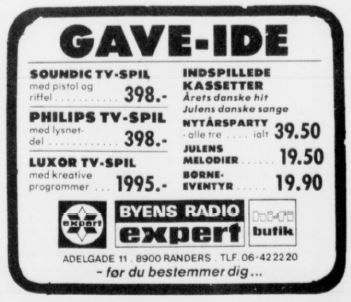 GAVE-IDE
SOUNDIC TV-SPIL
med pistol og
riffel .......... 398.-
PHILIPS TV-SPIL
med lysnet-
del ............ 398.-
LUXOR TV-SPIL
med kreative
programmer ... 1995.-
INDSPILLEDE
KASSETTER
Årets danske hit
Julens danske sange
NYTÅRSPARTY
- alle tre .... ialt 39.50
JULENS
MELODIER ...... 19.50
BØRNE-
EVENTYR ..... 19.90
expert
BYENS RADIO
expert
hi-fi
butik
ADELGADE 11 . 8900 RANDERS . TLF. 06-42 22 20
- før du bestemmer dig...